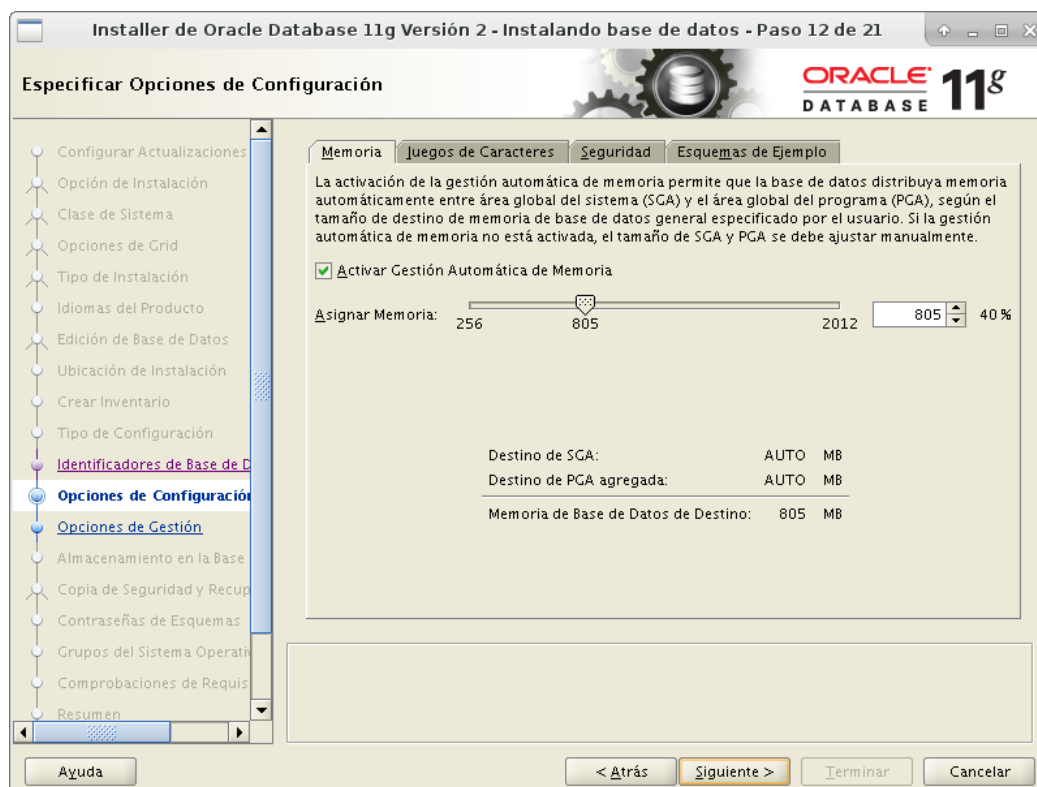 Installer de Oracle Database 11g Versión 2 - Instalando base de datos - Paso 12 de 21
Especificar Opciones de Configuración
ORACLE
DATABASE
11g
Configurar Actualizaciones
Opción de Instalación
Clase de Sistema
Opciones de Grid
Tipo de Instalación
Idiomas del Producto
Edición de Base de Datos
Ubicación de Instalación
Crear Inventario
Tipo de Configuración
Identificadores de Base de D
Opciones de Configuración
Opciones de Gestión
Almacenamiento en la Base
Copia de Seguridad y Recup
Contraseñas de Esquemas
Grupos del Sistema Operativ
Comprobaciones de Requis
Resumen
Memoria Juegos de Caracteres Seguridad Esquemas de Ejemplo
La activación de la gestión automática de memoria permite que la base de datos distribuya memoria
automáticamente entre área global del sistema (SGA) y el área global del programa (PGA), según el
tamaño de destino de memoria de base de datos general especificado por el usuario. Si la gestión
automática de memoria no está activada, el tamaño de SGA y PGA se debe ajustar manualmente.
Activar Gestión Automática de Memoria
Asignar Memoria: 256 805 2012 805 40 %
Destino de SGA: AUTO MB
Destino de PGA agregada: AUTO MB
Memoria de Base de Datos de Destino: 805 MB
Ayuda < Atrás Siguiente > Terminar Cancelar